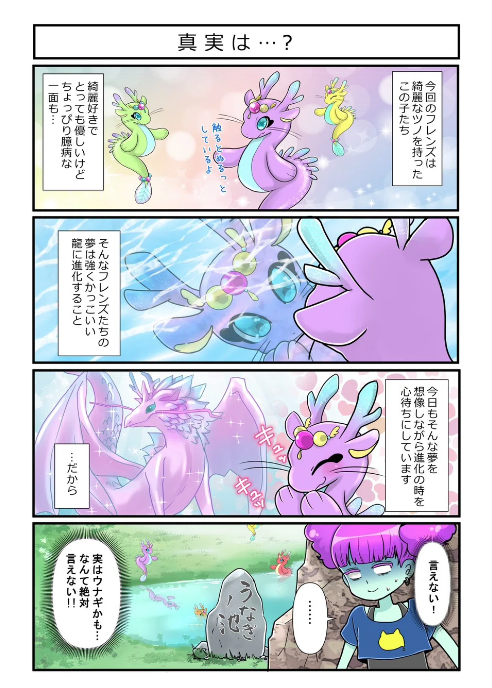 真実は…?
今回のフレンズは
綺麗なツノを持った
この子たち
触るとぬるっと
しているよ
綺麗好きで
とっても優しいけど
ちょっぴり臆病な
一面も…
そんなフレンズたちの
夢は強くかっこいい
龍に進化すること
今日もそんな夢を
想像しながら進化の時を
心待ちにしています
キュッ
キュッ
…だから
言えない!
……
うなぎ池
実はウナギかも…
なんて絶対
言えない!!